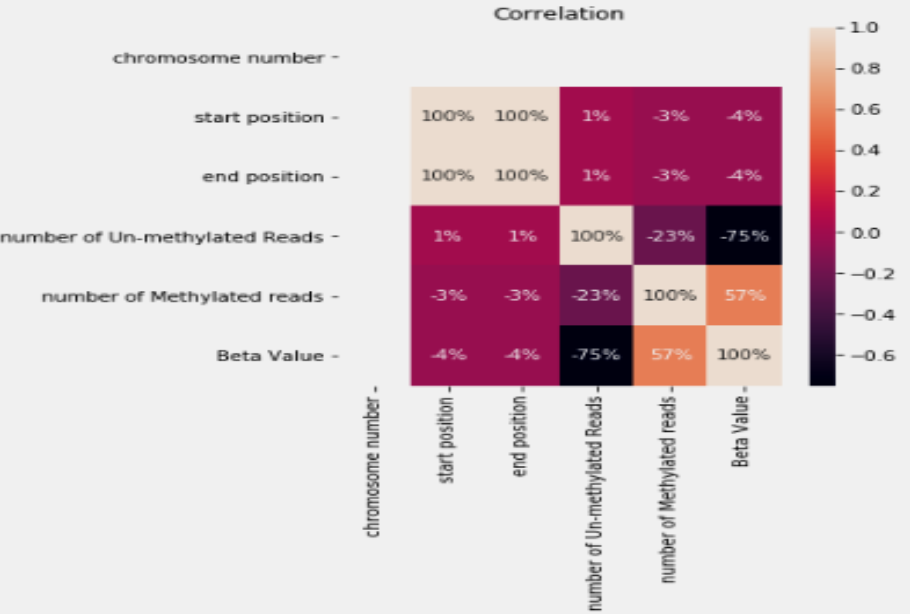 Correlation
chromosome number
start position 100% 100% 1% -3% -4%
end position 100% 100% 1% -3% -4%
number of Un-methylated Reads 1% 1% 100% -23% -75%
number of Methylated reads -3% -3% -23% 100% 57%
Beta Value -4% -4% -75% 57% 100%
chromosome number
start position
end position
number of Un-methylated Reads
number of Methylated reads
Beta Value
1.0
0.8
0.6
0.4
0.2
0.0
−0.2
−0.4
−0.6